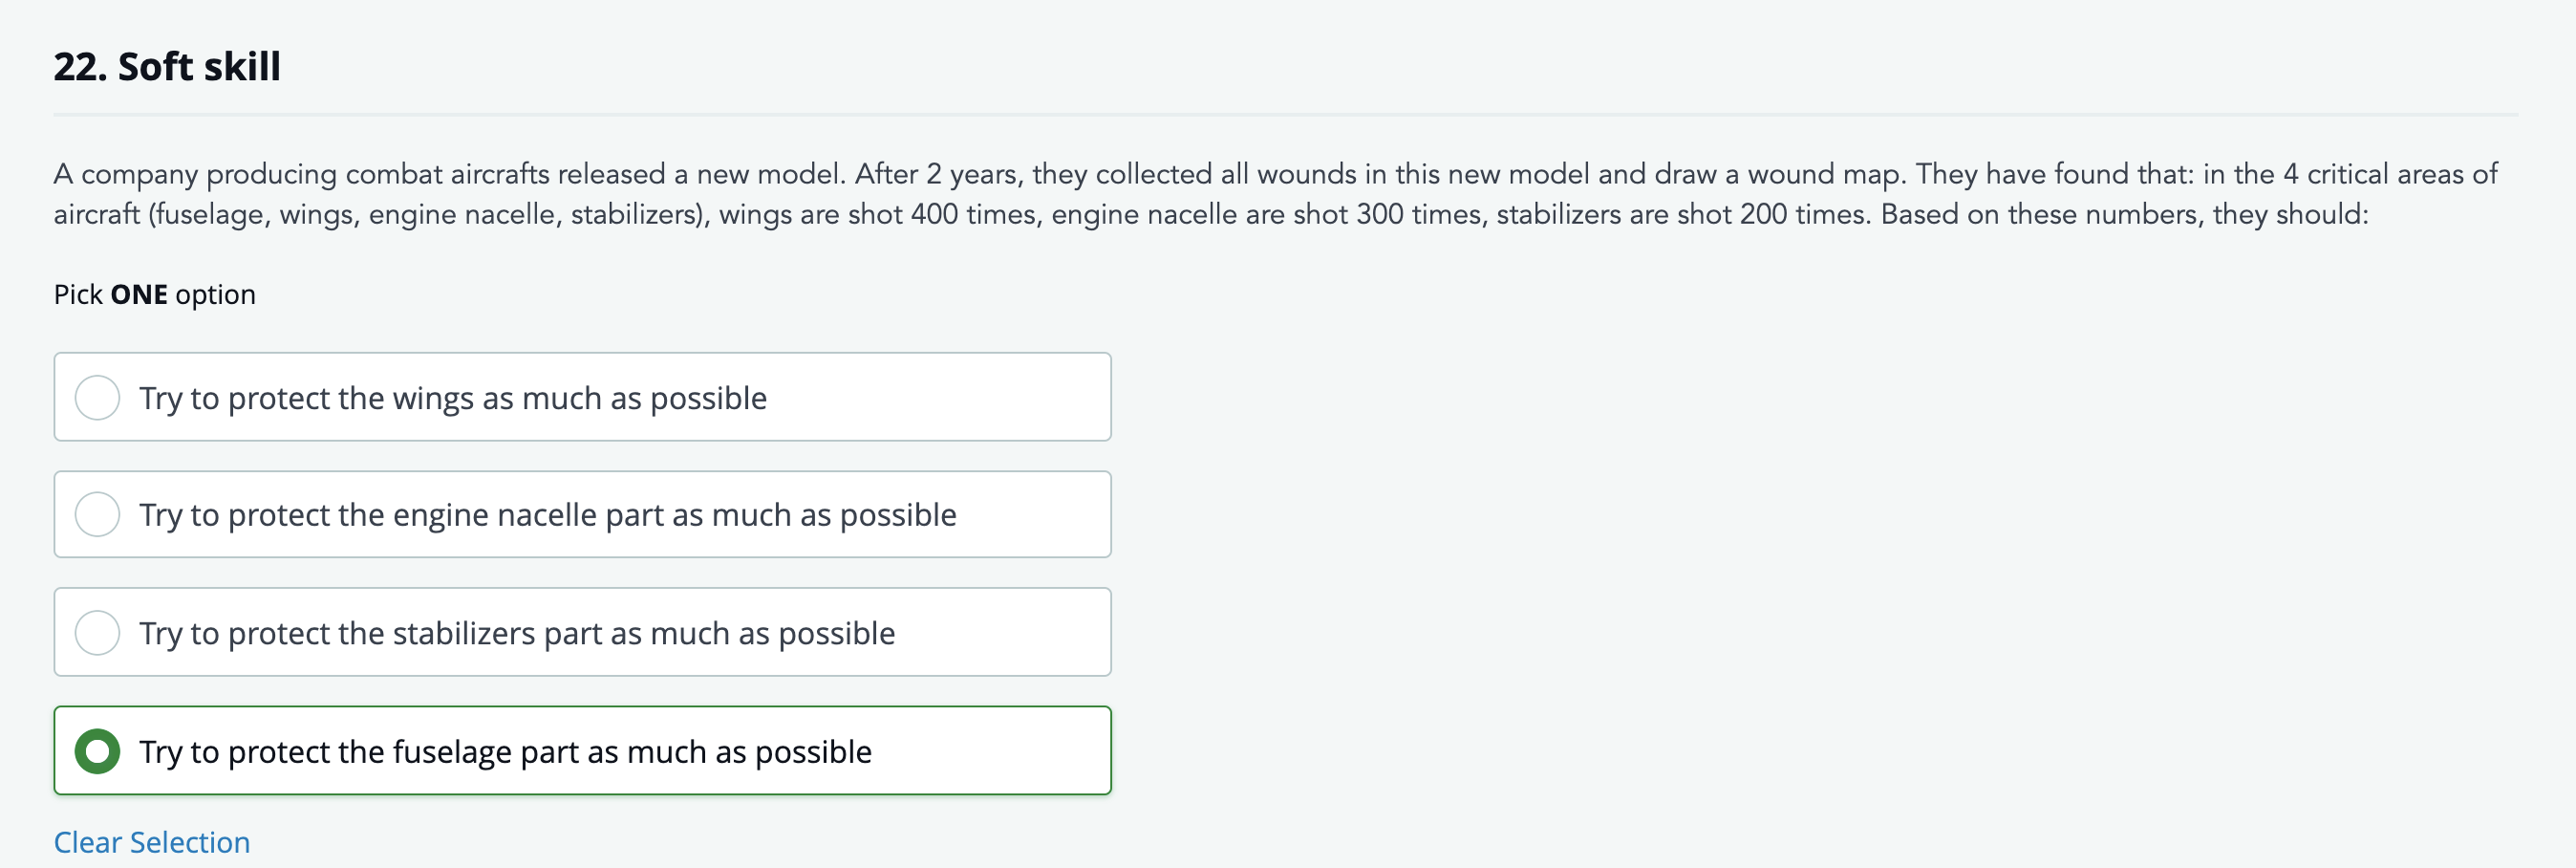 22. Soft skill
A company producing combat aircrafts released a new model. After 2 years, they collected all wounds in this new model and draw a wound map. They have found that: in the 4 critical areas of
aircraft (fuselage, wings, engine nacelle, stabilizers), wings are shot 400 times, engine nacelle are shot 300 times, stabilizers are shot 200 times. Based on these numbers, they should:
Pick ONE option
Try to protect the wings as much as possible
Try to protect the engine nacelle part as much as possible
Try to protect the stabilizers part as much as possible
Try to protect the fuselage part as much as possible
Clear Selection